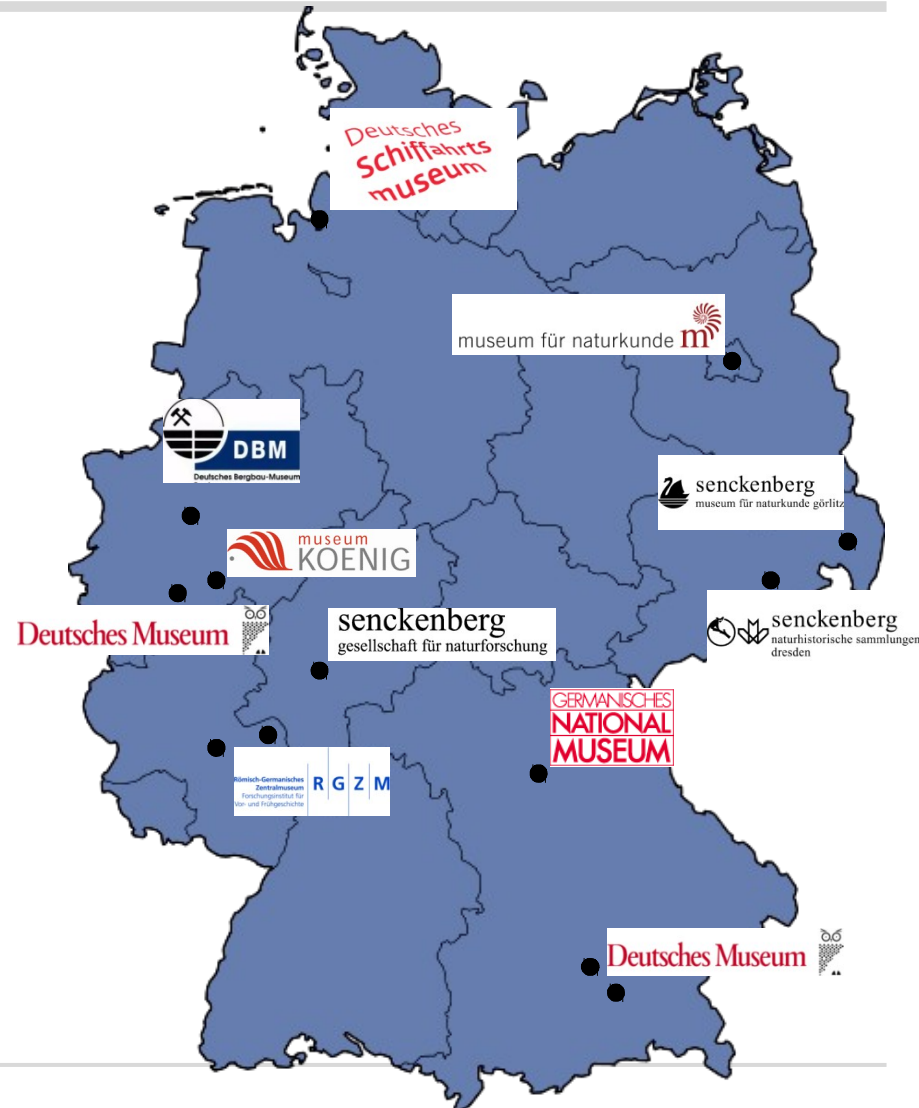 Deutsches
Schiffahrts
museum
museum für naturkunde m
DBM
Deutsches Bergbau-Museum
senckenberg
museum für naturkunde görlitz
museum
KOENIG
Deutsches Museum
senckenberg
gesellschaft für naturforschung
senckenberg
naturhistorische sammlungen
dresden
GERMANISCHES
NATIONAL
MUSEUM
Römisch-Germanisches
Zentralmuseum
Forschungsinstitut für
Vor- und Frühgeschichte
R G Z M
Deutsches Museum